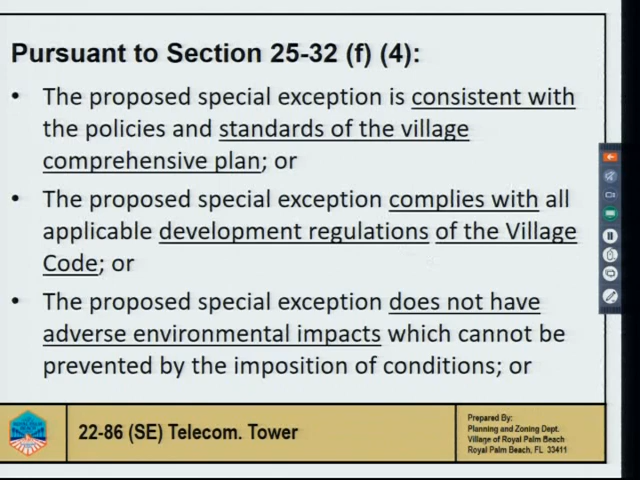 Pursuant to Section 25-32 (f) (4):
• The proposed special exception is consistent with
the policies and standards of the village
comprehensive plan; or
• The proposed special exception complies with all
applicable development regulations of the Village
Code; or
• The proposed special exception does not have
adverse environmental impacts which cannot be
prevented by the imposition of conditions; or
22-86 (SE) Telecom. Tower
Prepared By:
Planning and Zoning Dept.
Village of Royal Palm Beach
Royal Palm Beach, FL 33411